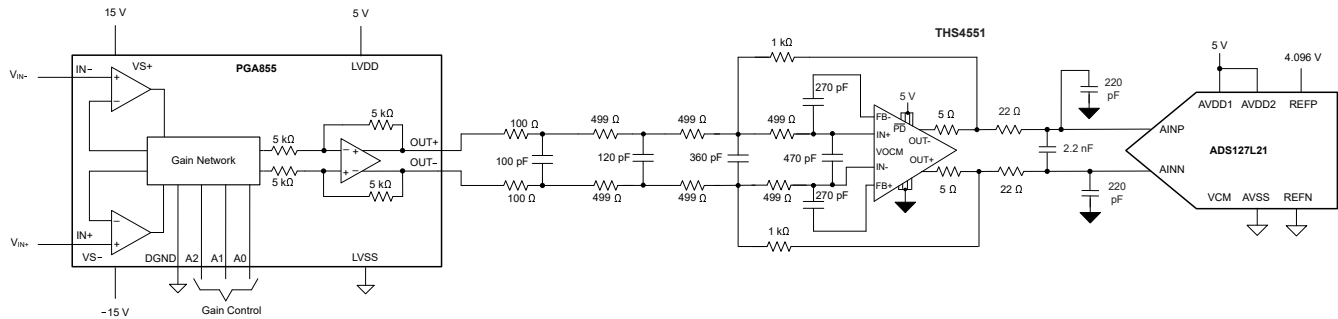 15 V
5 V
VS+
PGA855
LVDD
VIN-
IN−
5 kΩ
5 kΩ
OUT+
Gain Network
OUT−
5 kΩ
5 kΩ
VIN+
IN+
VS−
DGND
A2
A1
A0
LVSS
−15 V
Gain Control
100 Ω
499 Ω
499 Ω
499 Ω
100 pF
120 pF
360 pF
470 pF
100Ω
499 Ω
499 Ω
499 Ω
1 kΩ
270 pF
270 pF
1 kΩ
THS4551
5 V
FB-
PD
IN+
OUT-
VOCM
IN-
OUT+
FB+
5 Ω
22 Ω
5 Ω
22 Ω
220
pF
2.2 nF
220
pF
5 V
4.096 V
AVDD1
AVDD2
REFP
AINP
ADS127L21
AINN
VCM
AVSS
REFN